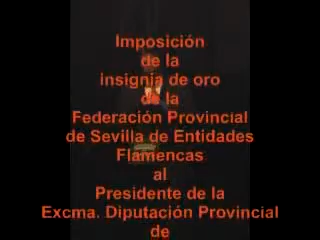 Imposición
de la
insignia de oro
de la
Federación Provincial
de Sevilla de Entidades
Flamencas
al
Presidente de la
Excma. Diputación Provincial
de